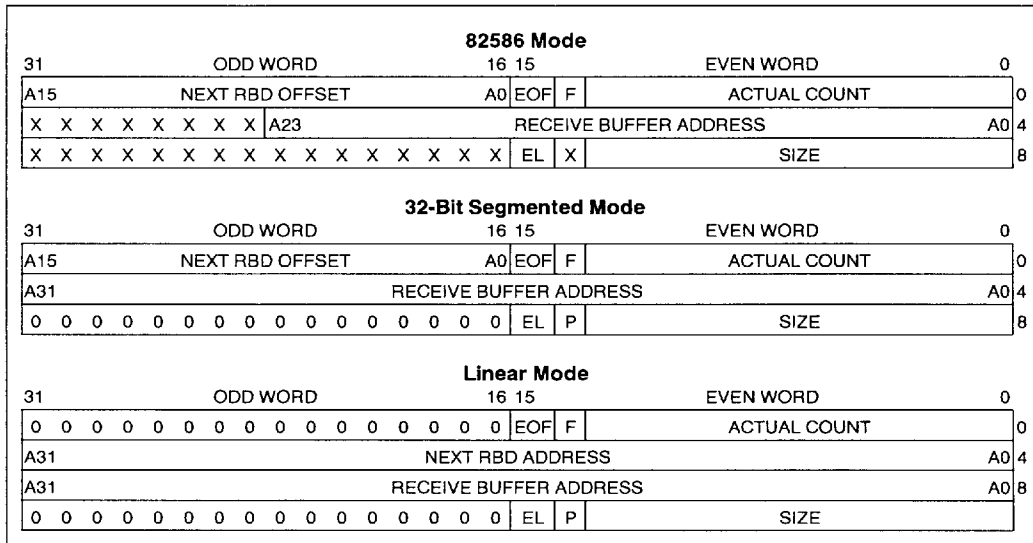 82586 Mode
31 ODD WORD 16 15 EVEN WORD 0
A15 NEXT RBD OFFSET A0 EOF F ACTUAL COUNT 0
X X X X X X X X A23 RECEIVE BUFFER ADDRESS A0 4
X X X X X X X X X X X X X X X X EL X SIZE 8
32-Bit Segmented Mode
31 ODD WORD 16 15 EVEN WORD 0
A15 NEXT RBD OFFSET A0 EOF F ACTUAL COUNT 0
A31 RECEIVE BUFFER ADDRESS A0 4
0 0 0 0 0 0 0 0 0 0 0 0 0 0 0 0 EL P SIZE 8
Linear Mode
31 ODD WORD 16 15 EVEN WORD 0
0 0 0 0 0 0 0 0 0 0 0 0 0 0 0 0 EOF F ACTUAL COUNT 0
A31 NEXT RBD ADDRESS A0 4
A31 RECEIVE BUFFER ADDRESS A0 8
0 0 0 0 0 0 0 0 0 0 0 0 0 0 0 0 EL P SIZE